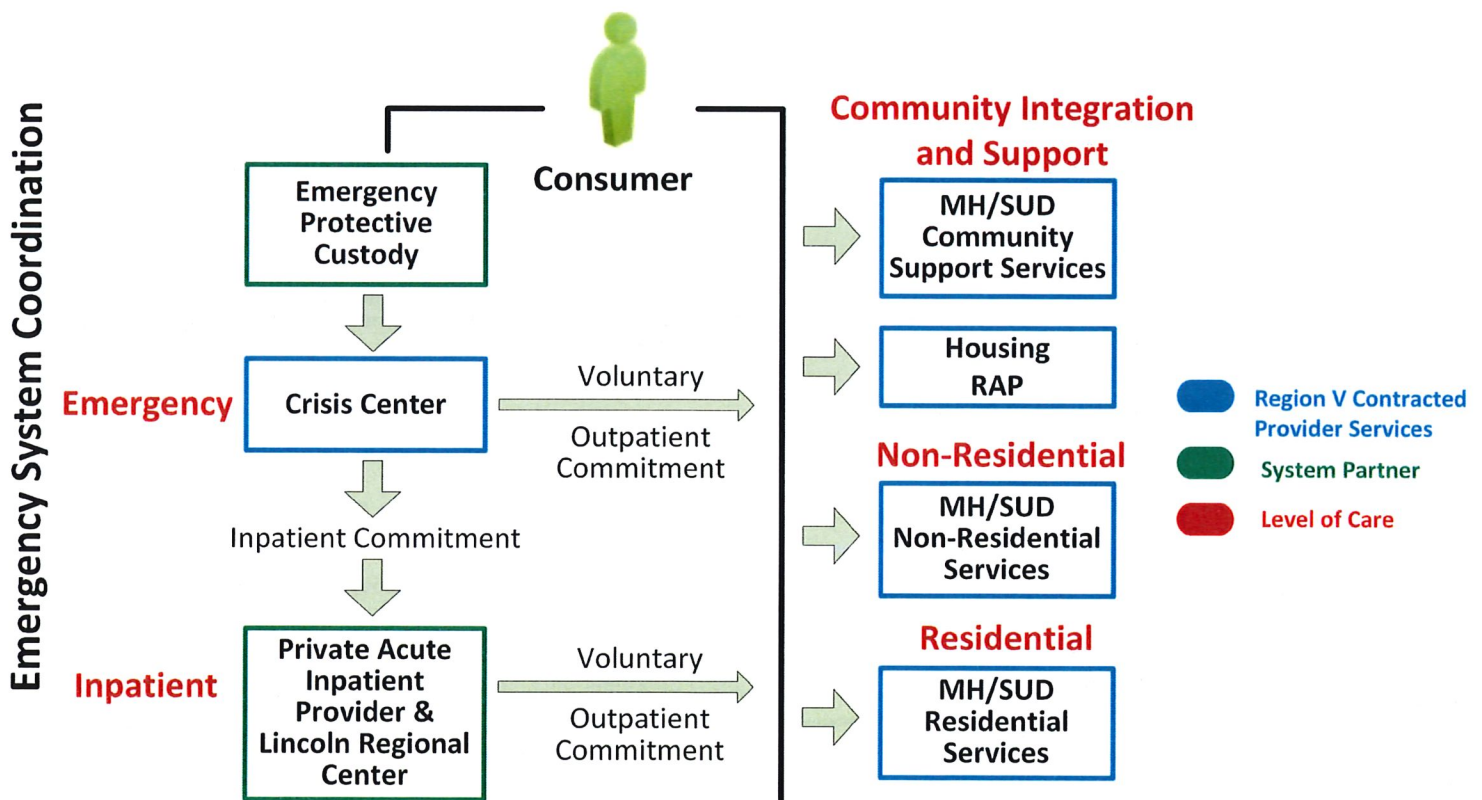 Emergency System Coordination
Consumer
Emergency
Protective
Custody
Emergency
Crisis Center
Voluntary
Outpatient
Commitment
Inpatient Commitment
Inpatient
Private Acute
Inpatient
Provider &
Lincoln Regional
Center
Voluntary
Outpatient
Commitment
Community Integration
and Support
MH/SUD
Community
Support Services
Housing
RAP
Non-Residential
MH/SUD
Non-Residential
Services
Residential
MH/SUD
Residential
Services
Region V Contracted
Provider Services
System Partner
Level of Care